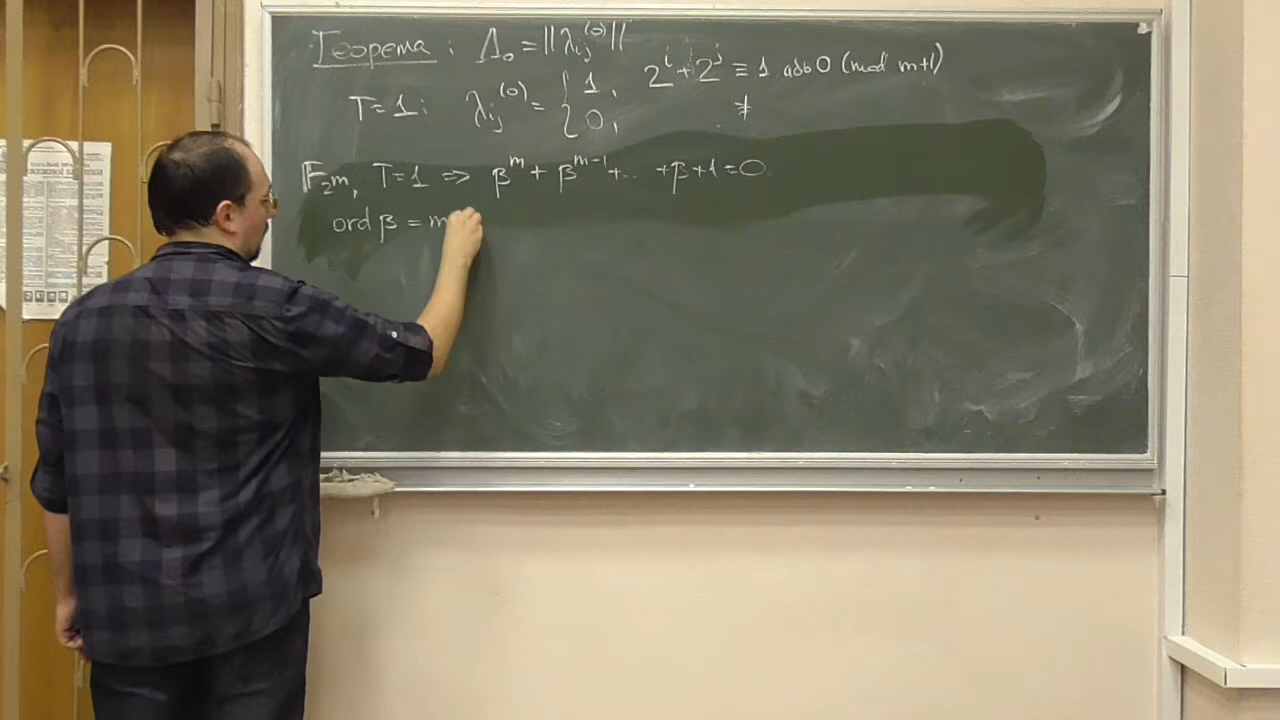 Теорема : Λ₀ = ||λᵢⱼ⁽⁰⁾||
T=1: λᵢⱼ⁽⁰⁾ = { 1, 2ⁱ+2ʲ ≡ 1 або 0 (mod m+1)
0, ≢
F₂ᵐ, T=1 => βᵐ + βᵐ⁻¹ +... +β+1=0.
ord β = m